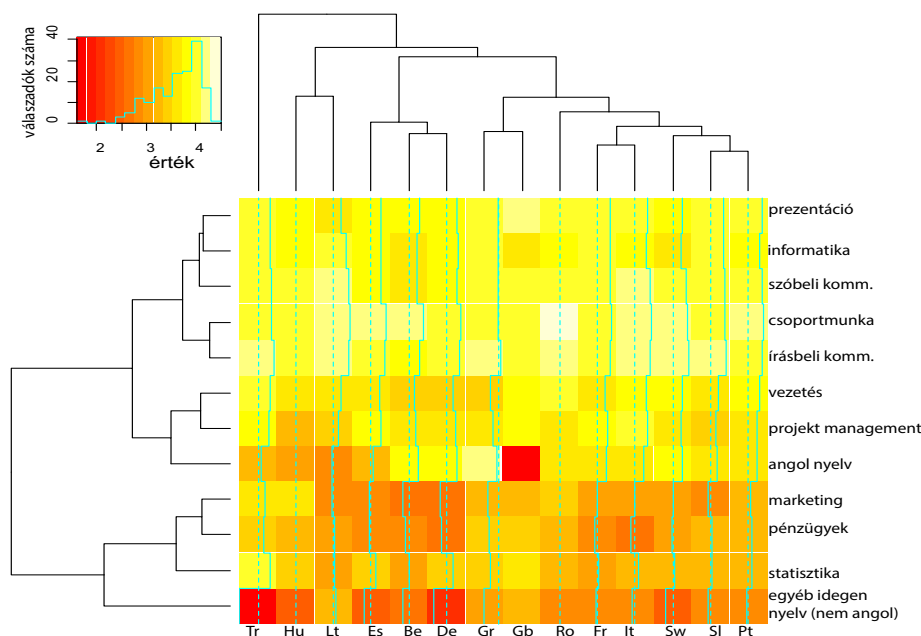 válaszadók száma
40
20
0
2 3 4
érték
prezentáció
informatika
szóbeli komm.
csoportmunka
írásbeli komm.
vezetés
projekt management
angol nyelv
marketing
pénzügyek
statisztika
egyéb idegen
nyelv (nem angol)
Tr Hu Lt Es Be De Gr Gb Ro Fr It Sw Sl Pt